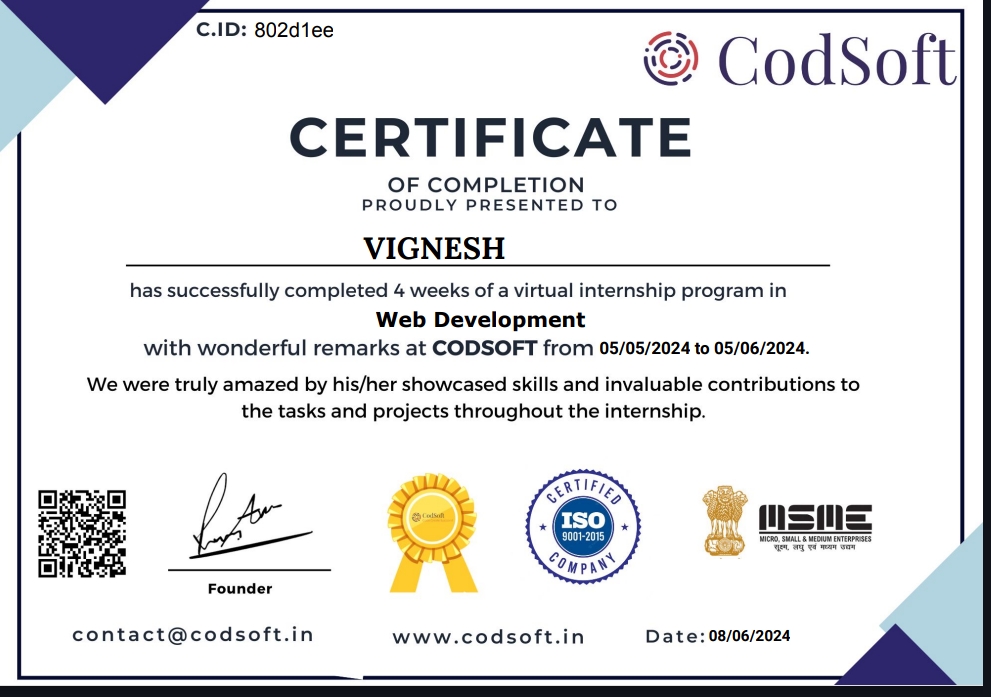 C.ID: 802d1ee
CodSoft
CERTIFICATE
OF COMPLETION
PROUDLY PRESENTED TO
VIGNESH
has successfully completed 4 weeks of a virtual internship program in
Web Development
with wonderful remarks at CODSOFT from 05/05/2024 to 05/06/2024.
We were truly amazed by his/her showcased skills and invaluable contributions to
the tasks and projects throughout the internship.
Founder
CodSoft
CERTIFIED
ISO
9001-2015
COMPANY
MSME
MICRO, SMALL & MEDIUM ENTERPRISES
सूक्ष्म, लघु एवं मध्यम उद्यम
contact@codsoft.in
www.codsoft.in
Date: 08/06/2024